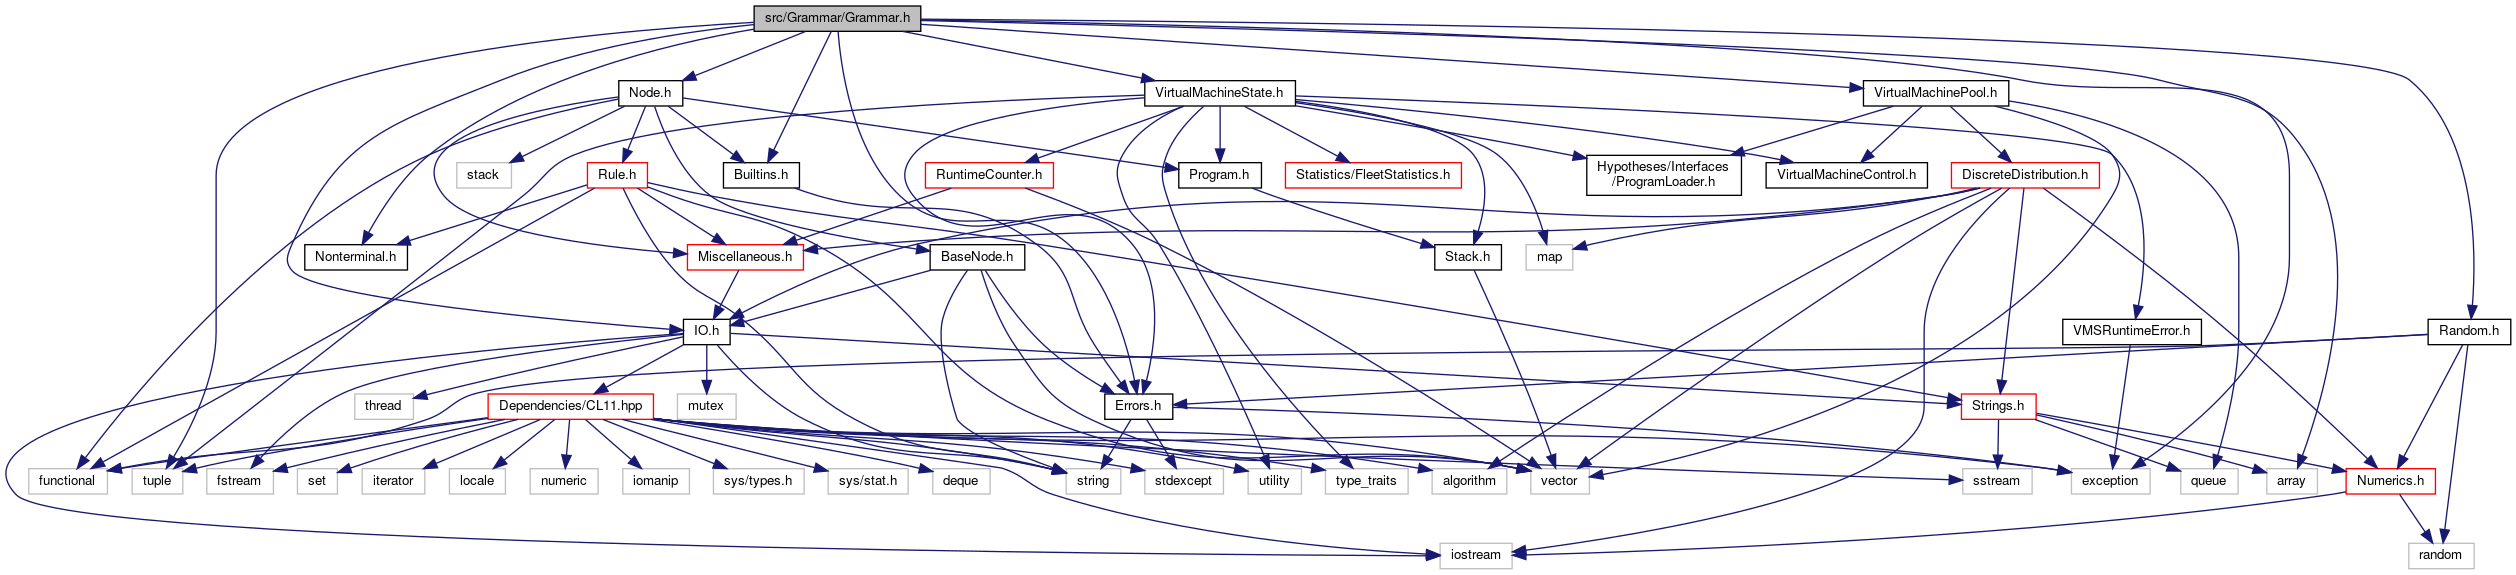 src/Grammar/Grammar.h
Node.h
VirtualMachineState.h
VirtualMachinePool.h
stack
Rule.h
Builtins.h
RuntimeCounter.h
Program.h
Statistics/FleetStatistics.h
Hypotheses/Interfaces
/ProgramLoader.h
VirtualMachineControl.h
DiscreteDistribution.h
Nonterminal.h
Miscellaneous.h
BaseNode.h
Stack.h
map
IO.h
VMSRuntimeError.h
Random.h
thread
Dependencies/CL11.hpp
mutex
Errors.h
Strings.h
functional
tuple
fstream
set
iterator
locale
numeric
iomanip
sys/types.h
sys/stat.h
deque
string
stdexcept
utility
type_traits
algorithm
vector
sstream
exception
queue
array
Numerics.h
iostream
random